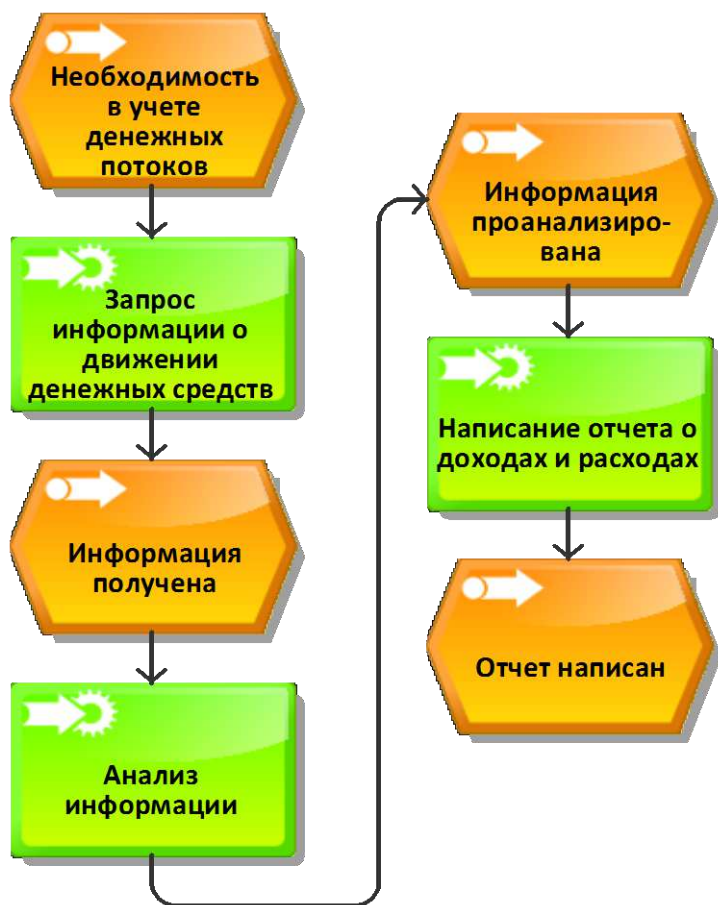 Необходимость
в учете
денежных
потоков
Запрос
информации о
движении
денежных средств
Информация
получена
Анализ
информации
Информация
проанализиро-
вана
Написание отчета о
доходах и расходах
Отчет написан